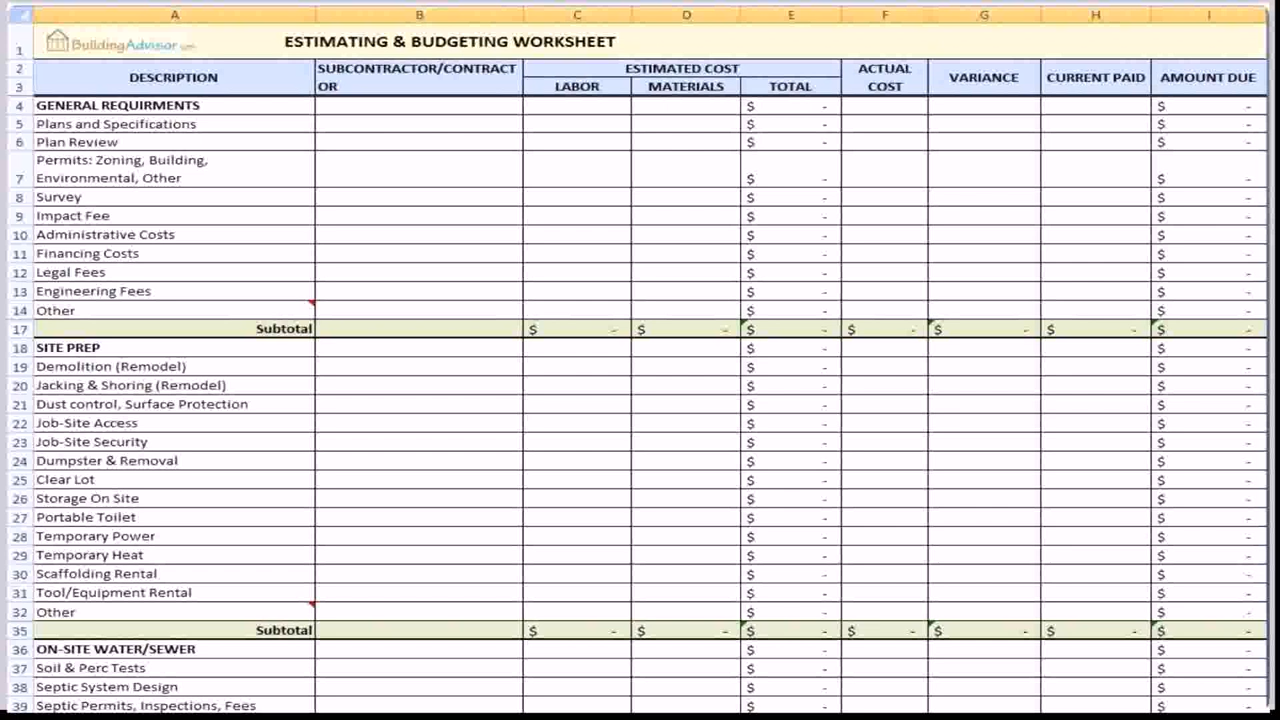 A B C D E F G H I
1 BuildingAdvisor ESTIMATING & BUDGETING WORKSHEET
2 DESCRIPTION SUBCONTRACTOR/CONTRACT ESTIMATED COST ACTUAL VARIANCE CURRENT PAID AMOUNT DUE
3 OR LABOR MATERIALS TOTAL COST
4 GENERAL REQUIRMENTS $ - $ -
5 Plans and Specifications $ - $ -
6 Plan Review $ - $ -
Permits: Zoning, Building,
7 Environmental, Other $ - $ -
8 Survey $ - $ -
9 Impact Fee $ - $ -
10 Administrative Costs $ - $ -
11 Financing Costs $ - $ -
12 Legal Fees $ - $ -
13 Engineering Fees $ - $ -
14 Other $ - $ -
17 Subtotal $ - $ - $ - $ - $ - $ - $ -
18 SITE PREP $ - $ -
19 Demolition (Remodel) $ - $ -
20 Jacking & Shoring (Remodel) $ - $ -
21 Dust control, Surface Protection $ - $ -
22 Job-Site Access $ - $ -
23 Job-Site Security $ - $ -
24 Dumpster & Removal $ - $ -
25 Clear Lot $ - $ -
26 Storage On Site $ - $ -
27 Portable Toilet $ - $ -
28 Temporary Power $ - $ -
29 Temporary Heat $ - $ -
30 Scaffolding Rental $ - $ -
31 Tool/Equipment Rental $ - $ -
32 Other $ - $ -
35 Subtotal $ - $ - $ - $ - $ - $ - $ -
36 ON-SITE WATER/SEWER $ - $ -
37 Soil & Perc Tests $ - $ -
38 Septic System Design $ - $ -
39 Septic Permits, Inspections, Fees $ - $ -